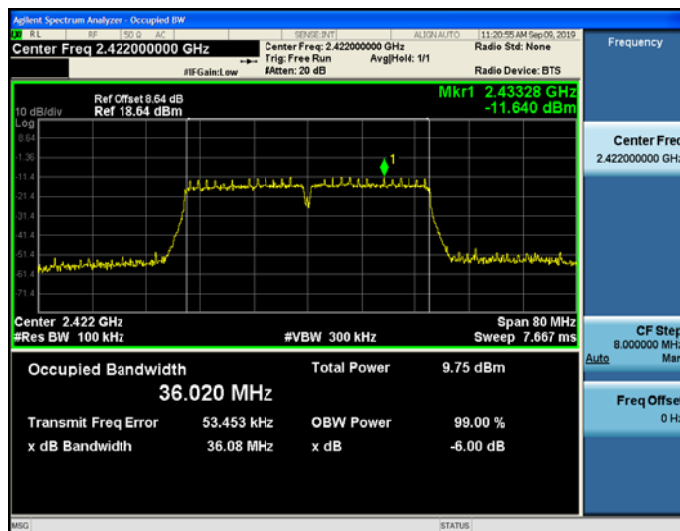 Agilent Spectrum Analyzer - Occupied BW
RL RF 50 Ω AC SENSE:INT ALIGN AUTO 11:20:55 AM Sep 09, 2019
Center Freq 2.422000000 GHz
Center Freq: 2.422000000 GHz
Radio Std: None
Trig: Free Run Avg|Hold: 1/1
#IFGain:Low
#Atten: 20 dB
Radio Device: BTS
Frequency
Mkr1 2.43328 GHz
-11.640 dBm
Ref Offset 8.64 dB
10 dB/div Ref 18.64 dBm
Log
8.64
-1.36
-11.4
-21.4
-31.4
-41.4
-51.4
-61.4
-71.4
1
Center Freq
2.422000000 GHz
Center 2.422 GHz
Span 80 MHz
#Res BW 100 kHz
#VBW 300 kHz
Sweep 7.667 ms
CF Step
8.000000 MHz
Auto Man
Occupied Bandwidth
36.020 MHz
Total Power 9.75 dBm
Transmit Freq Error 53.453 kHz
OBW Power 99.00 %
x dB Bandwidth 36.08 MHz
x dB -6.00 dB
Freq Offset
0 Hz
MSG
STATUS